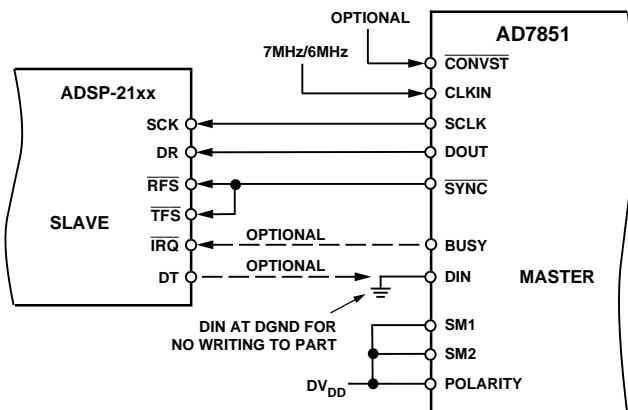 OPTIONAL
AD7851
7MHz/6MHz
CONVST
ADSP-21xx
CLKIN
SCK
SCLK
DR
DOUT
RFS
SYNC
TFS
SLAVE
OPTIONAL
IRQ
BUSY
OPTIONAL
DT
DIN
MASTER
DIN AT DGND FOR
NO WRITING TO PART
SM1
SM2
DVDD
POLARITY